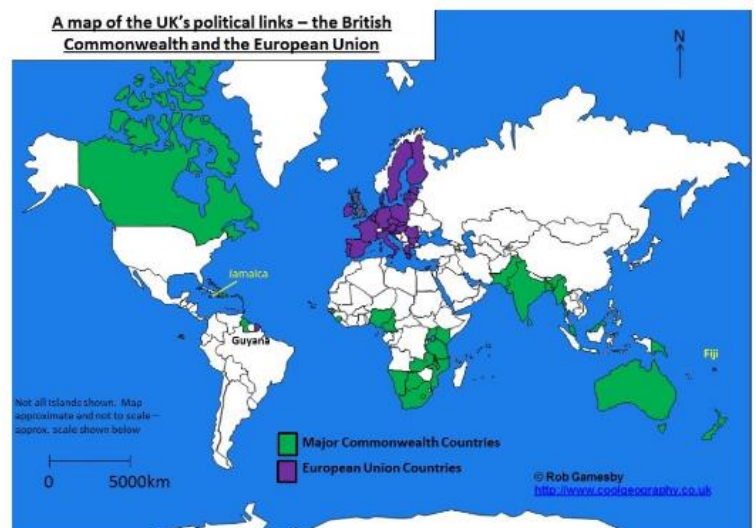 A map of the UK's political links – the British
Commonwealth and the European Union
N
Jamaica
Guyana
Fiji
Not all islands shown. Map
approximate and not to scale –
approx. scale shown below
Major Commonwealth Countries
European Union Countries
0 5000km
© Rob Gamesby
http://www.coolgeography.co.uk